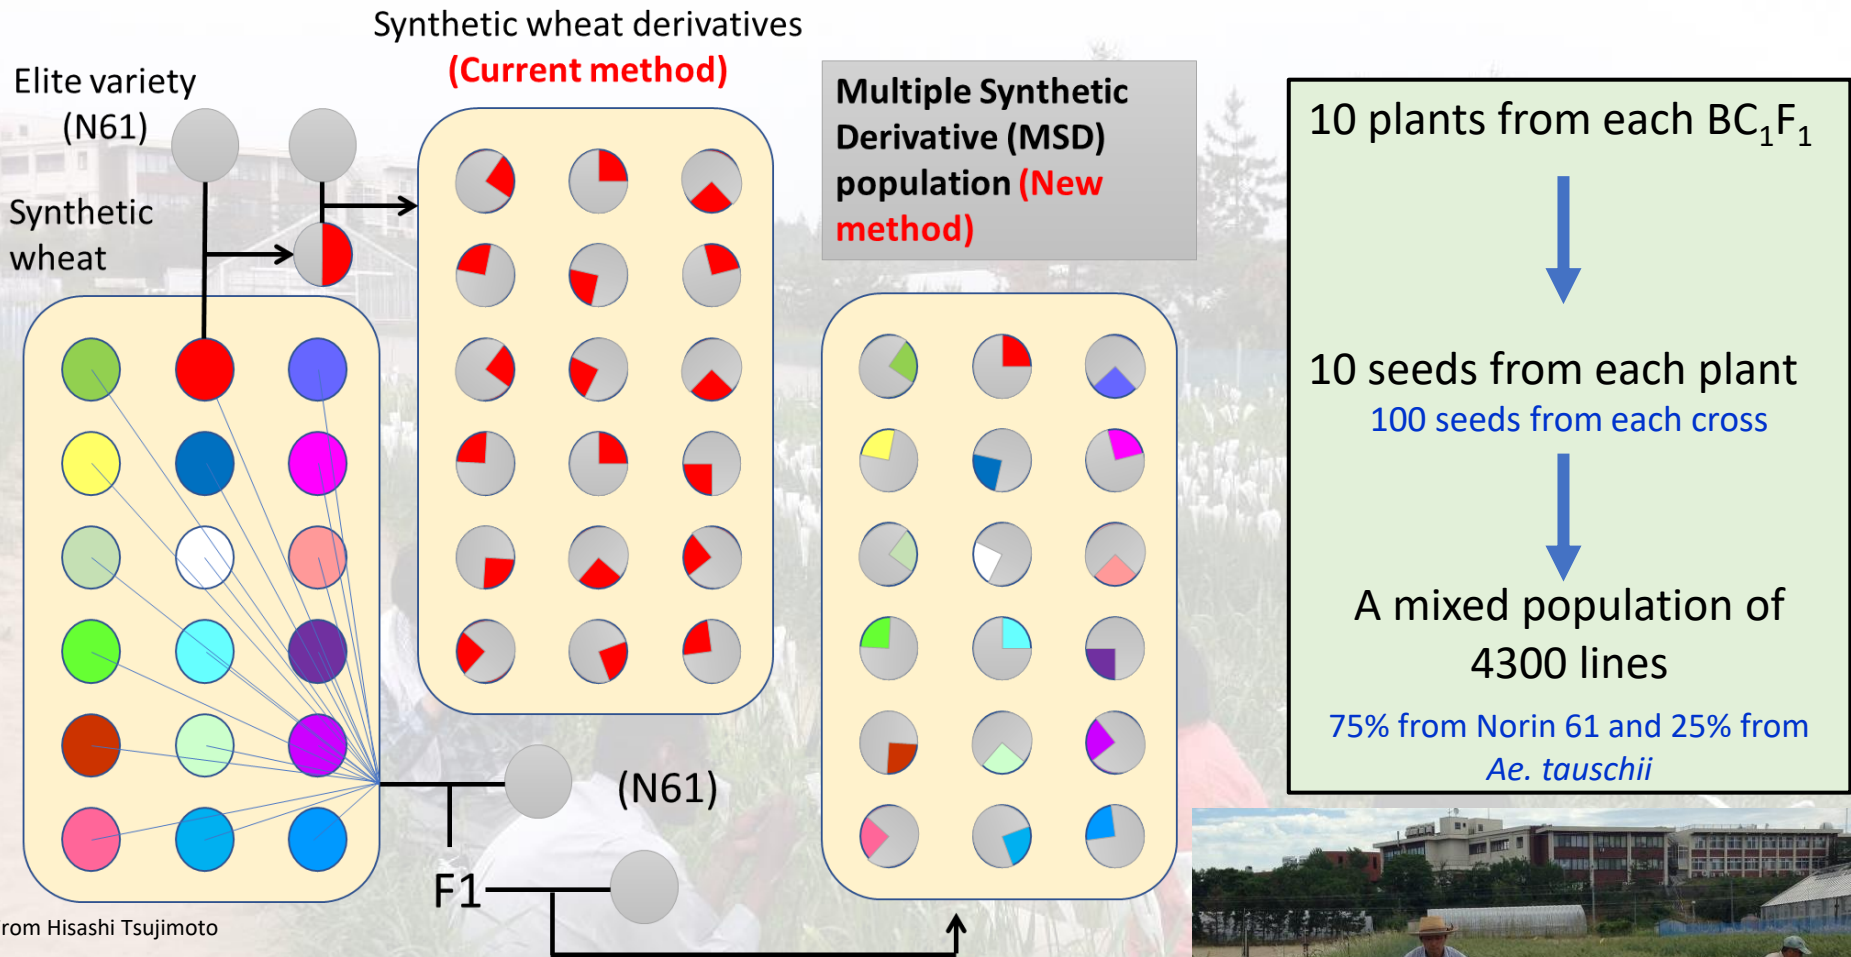 Synthetic wheat derivatives
(Current method)
Elite variety
(N61)
Synthetic
wheat
Multiple Synthetic
Derivative (MSD)
population (New
method)
(N61)
F1
rom Hisashi Tsujimoto
10 plants from each BC₁F₁
10 seeds from each plant
100 seeds from each cross
A mixed population of
4300 lines
75% from Norin 61 and 25% from
Ae. tauschii